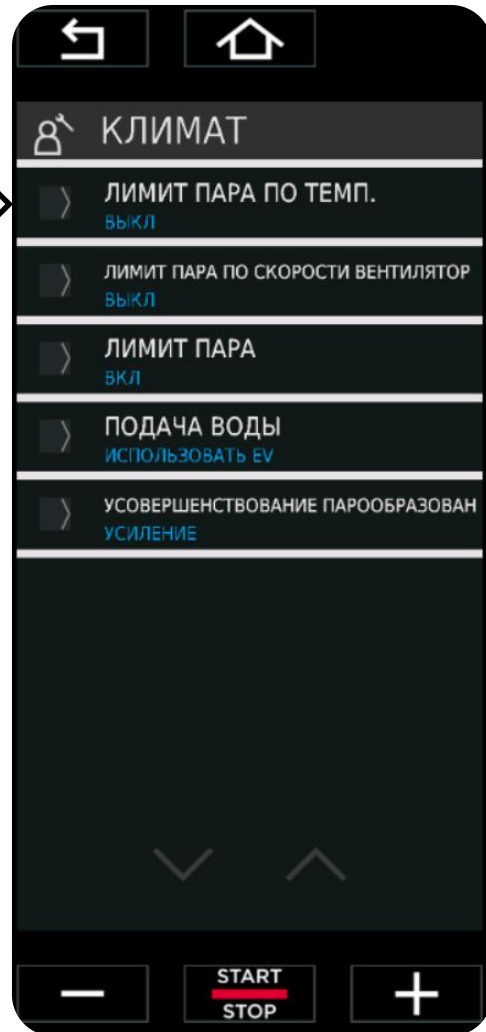 КЛИМАТ
ЛИМИТ ПАРА ПО ТЕМП.
ВЫКЛ
ЛИМИТ ПАРА ПО СКОРОСТИ ВЕНТИЛЯТОР
ВЫКЛ
ЛИМИТ ПАРА
ВКЛ
ПОДАЧА ВОДЫ
ИСПОЛЬЗОВАТЬ EV
УСОВЕРШЕНСТВОВАНИЕ ПАРООБРАЗОВАН
УСИЛЕНИЕ
START
STOP